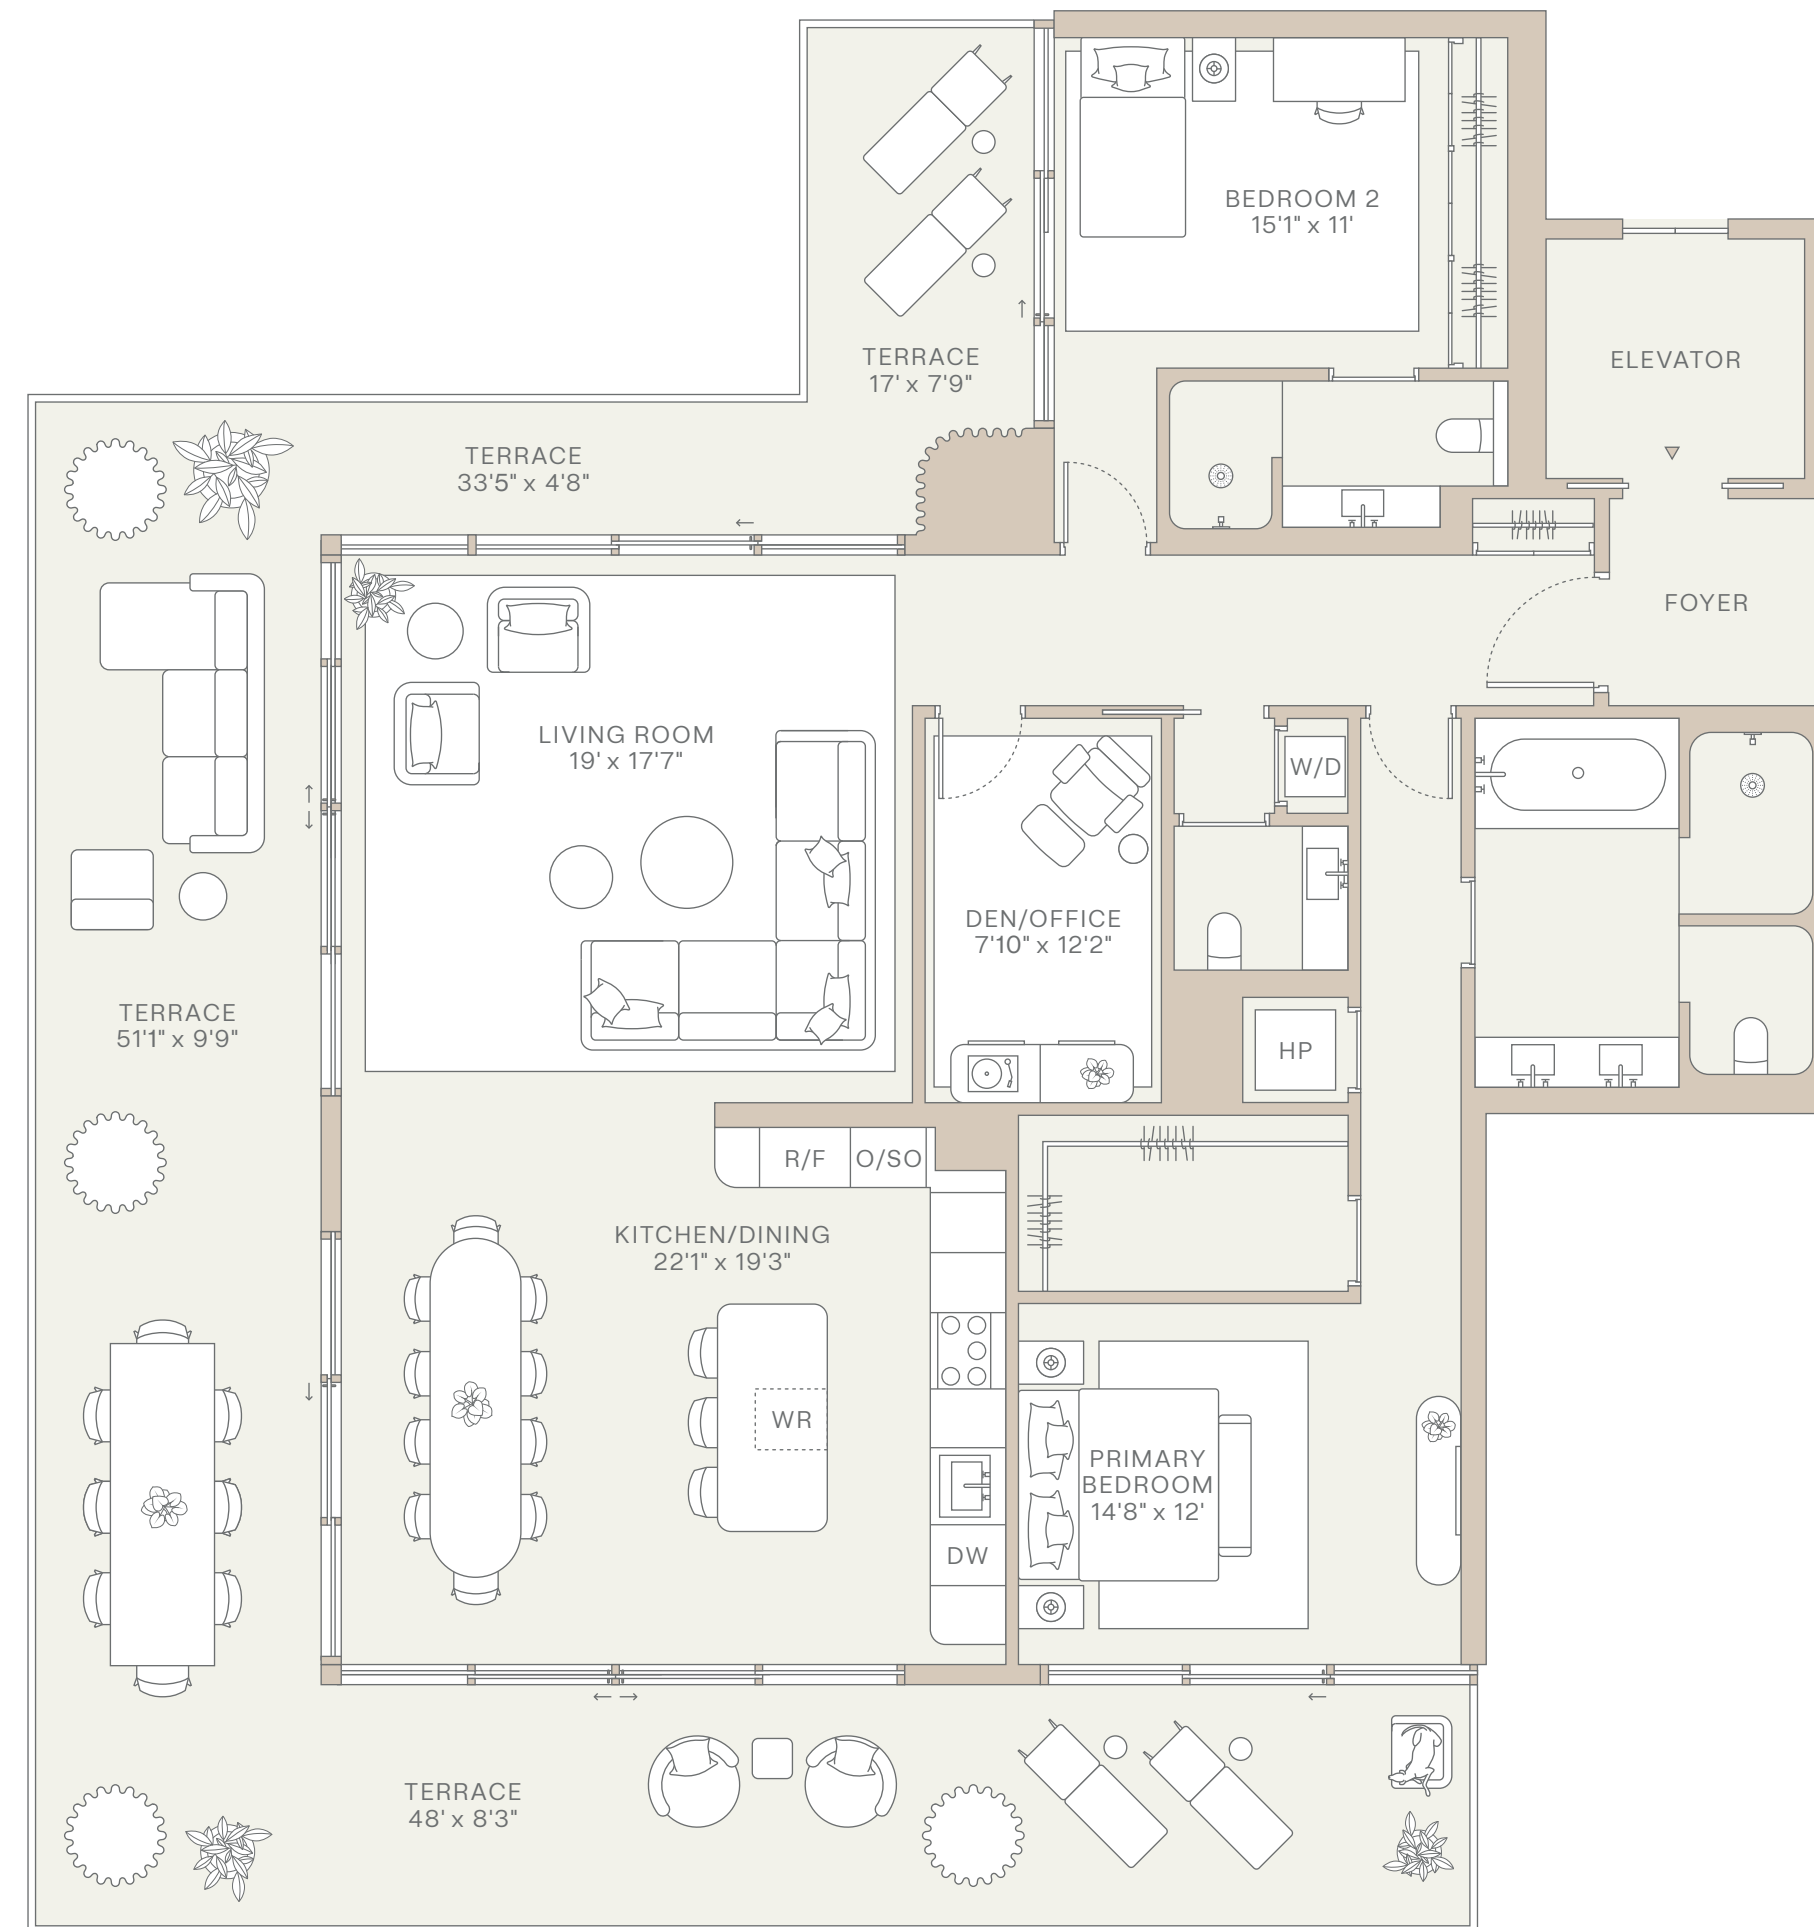 BEDROOM 2
15'1" x 11'
TERRACE
17' x 7'9"
ELEVATOR
TERRACE
33'5" x 4'8"
FOYER
LIVING ROOM
19' x 17'7"
W/D
DEN/OFFICE
7'10" x 12'2"
TERRACE
51'1" x 9'9"
HP
R/F
O/SO
KITCHEN/DINING
22'1" x 19'3"
WR
PRIMARY
BEDROOM
14'8" x 12'
DW
TERRACE
48' x 8'3"